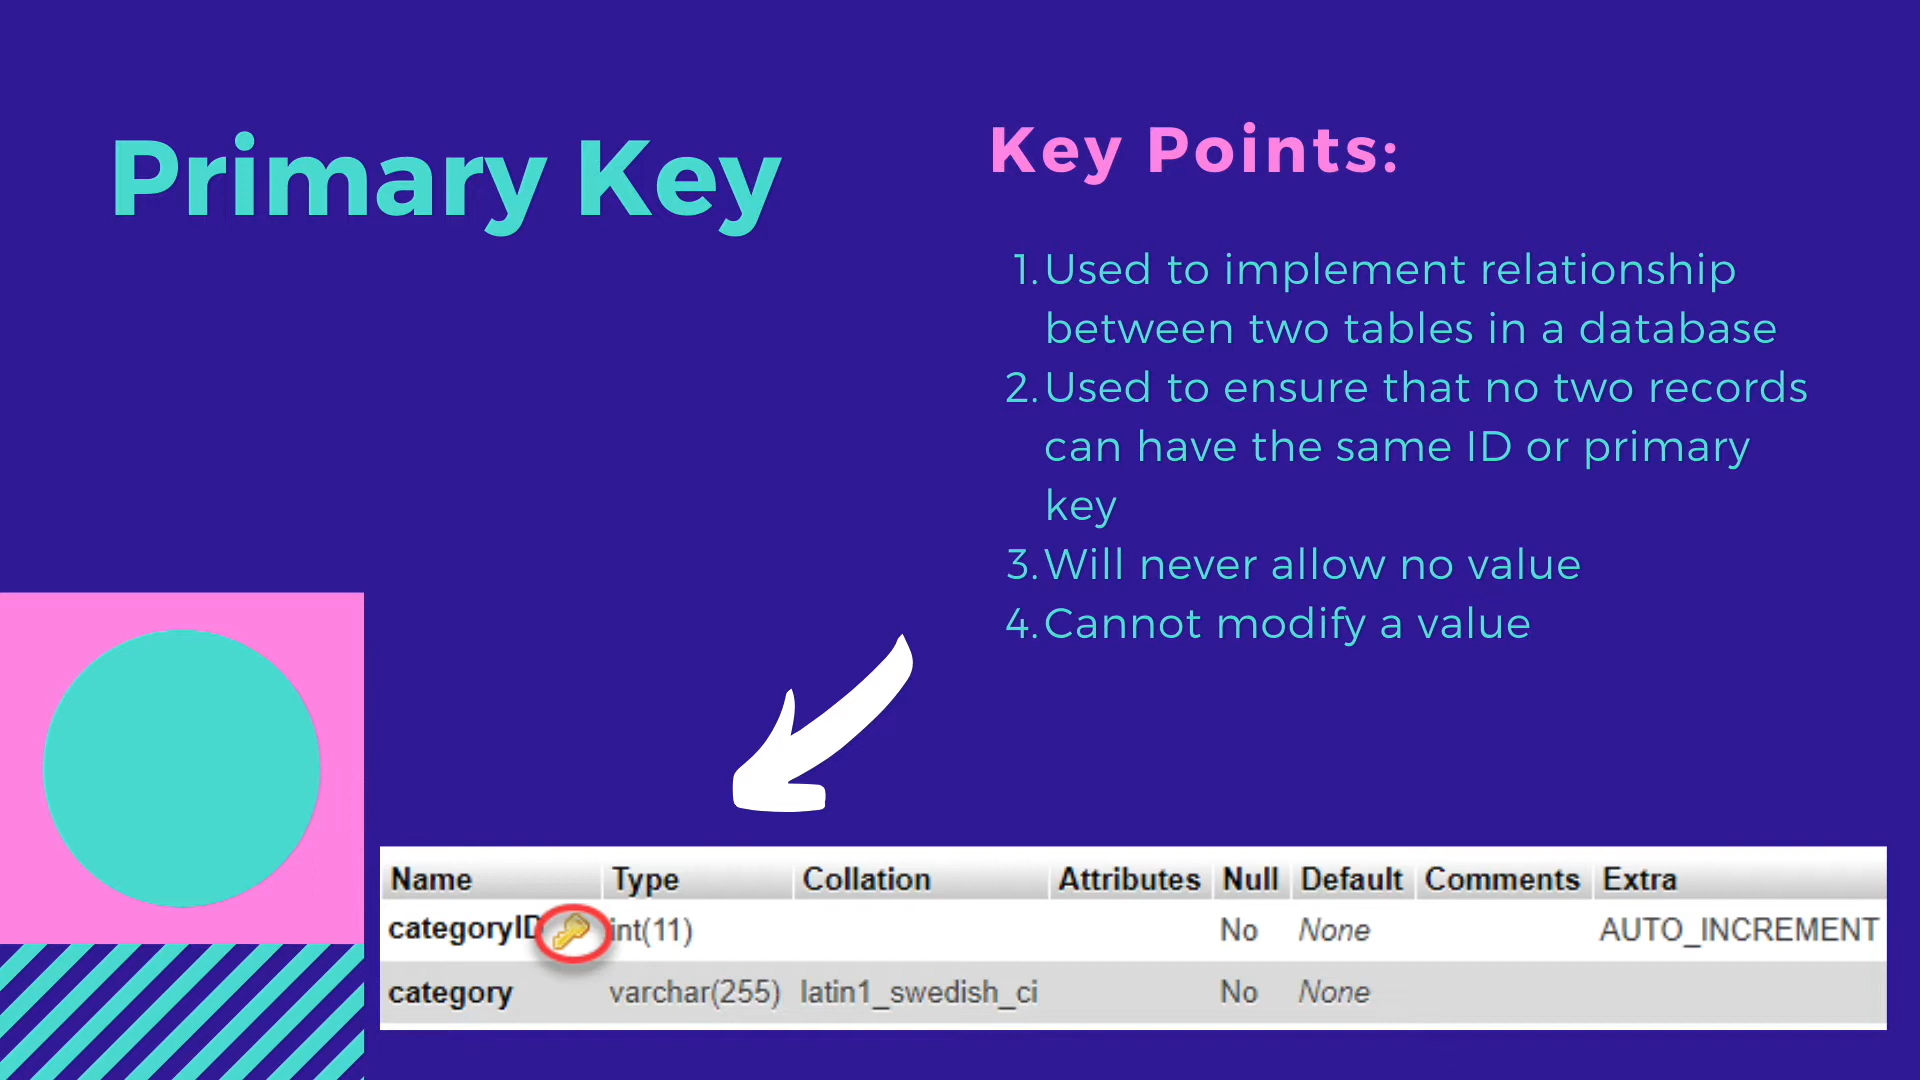 Primary Key
Key Points:
1. Used to implement relationship
between two tables in a database
2. Used to ensure that no two records
can have the same ID or primary
key
3. Will never allow no value
4. Cannot modify a value
Name Type Collation Attributes Null Default Comments Extra
categoryID int(11) No None AUTO_INCREMENT
category varchar(255) latin1_swedish_ci No None